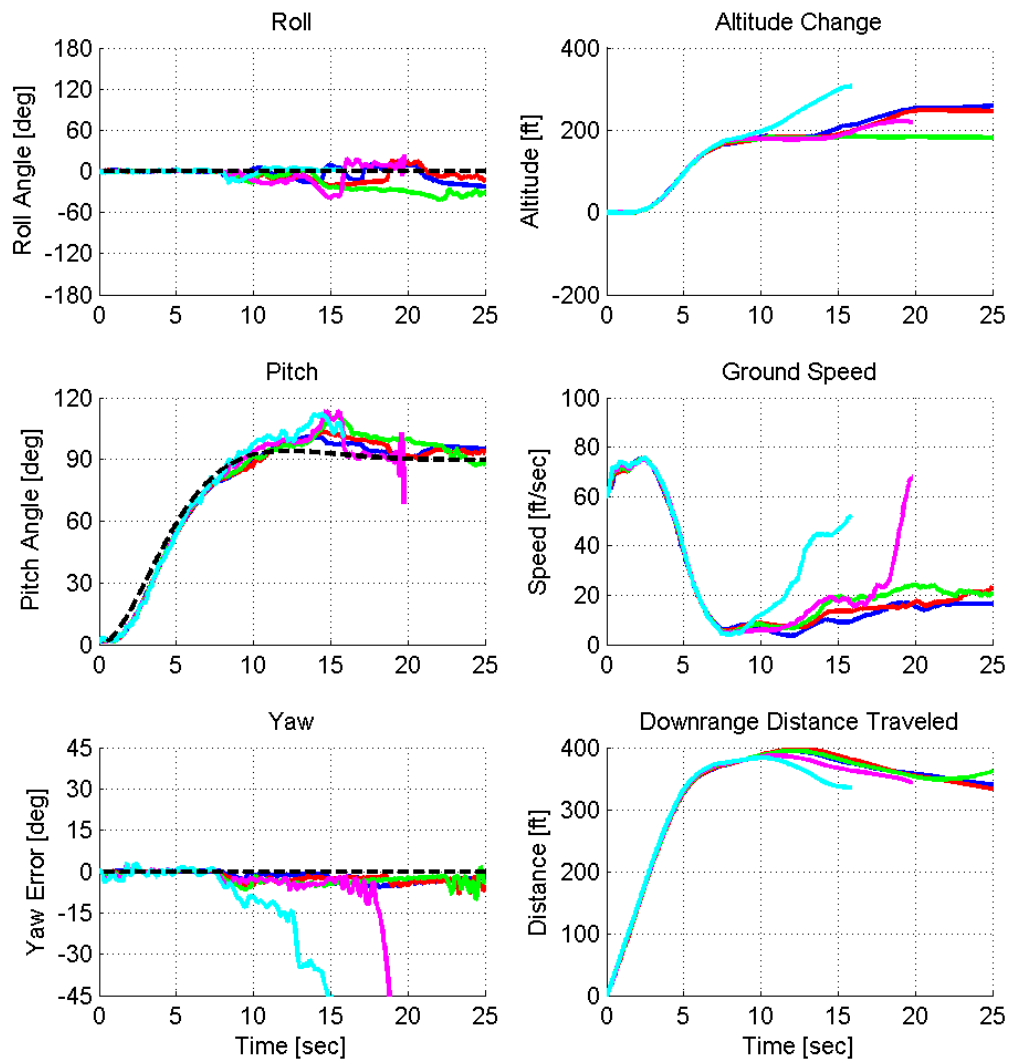 Roll
180
120
60
0
-60
-120
-180
Roll Angle [deg]
0 5 10 15 20 25
Altitude Change
400
200
0
-200
Altitude [ft]
0 5 10 15 20 25
Pitch
120
90
60
30
0
Pitch Angle [deg]
0 5 10 15 20 25
Ground Speed
100
80
60
40
20
0
Speed [ft/sec]
0 5 10 15 20 25
Yaw
45
30
15
0
-15
-30
-45
Yaw Error [deg]
0 5 10 15 20 25
Time [sec]
Downrange Distance Traveled
400
300
200
100
0
Distance [ft]
0 5 10 15 20 25
Time [sec]